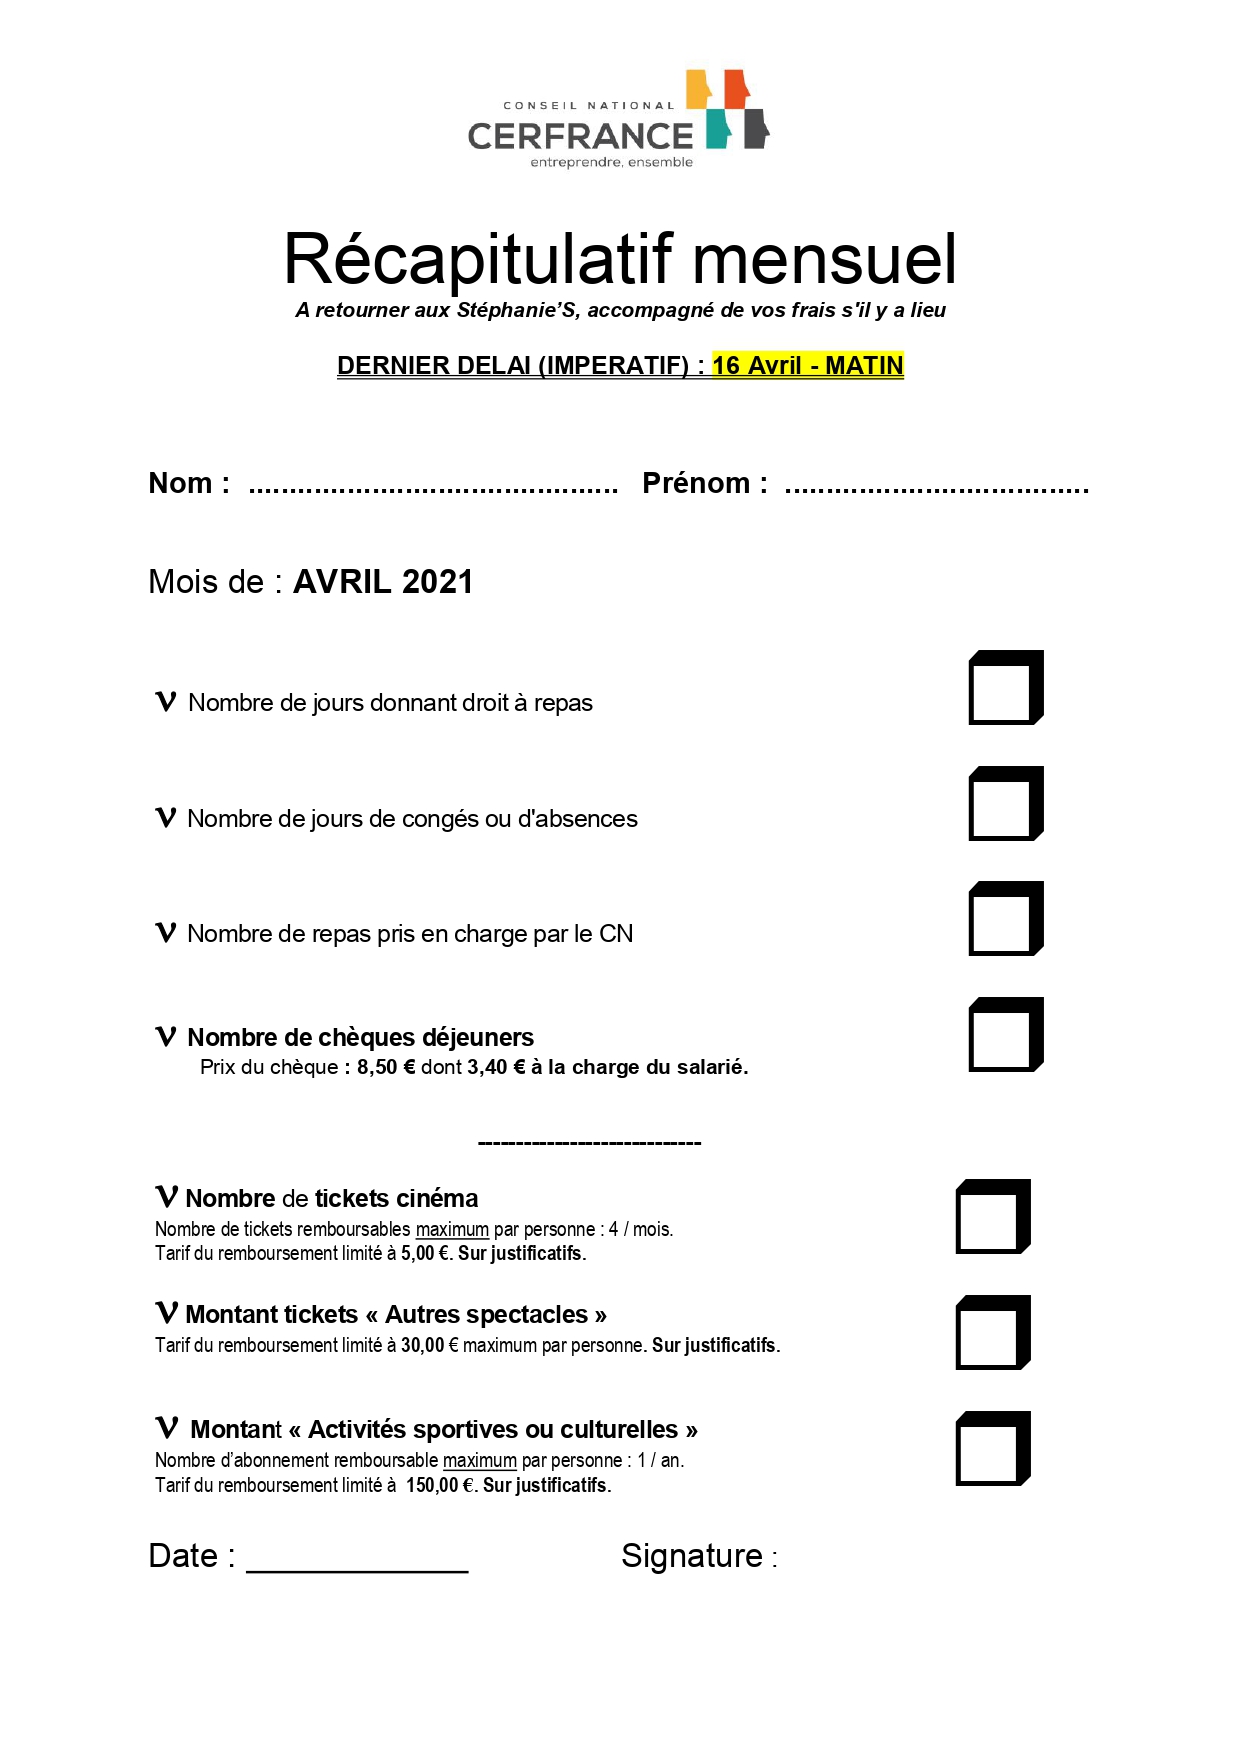 CONSEIL NATIONAL
CERFRANCE
entreprendre, ensemble
Récapitulatif mensuel
A retourner aux Stéphanie’S, accompagné de vos frais s'il y a lieu
DERNIER DELAI (IMPERATIF) : 16 Avril - MATIN
Nom : ............................................. Prénom : .....................................
Mois de : AVRIL 2021
ν Nombre de jours donnant droit à repas
ν Nombre de jours de congés ou d'absences
ν Nombre de repas pris en charge par le CN
ν Nombre de chèques déjeuners
Prix du chèque : 8,50 € dont 3,40 € à la charge du salarié.
-----------------------------
ν Nombre de tickets cinéma
Nombre de tickets remboursables maximum par personne : 4 / mois.
Tarif du remboursement limité à 5,00 €. Sur justificatifs.
ν Montant tickets « Autres spectacles »
Tarif du remboursement limité à 30,00 € maximum par personne. Sur justificatifs.
ν Montant « Activités sportives ou culturelles »
Nombre d’abonnement remboursable maximum par personne : 1 / an.
Tarif du remboursement limité à 150,00 €. Sur justificatifs.
Date : ____________ Signature :